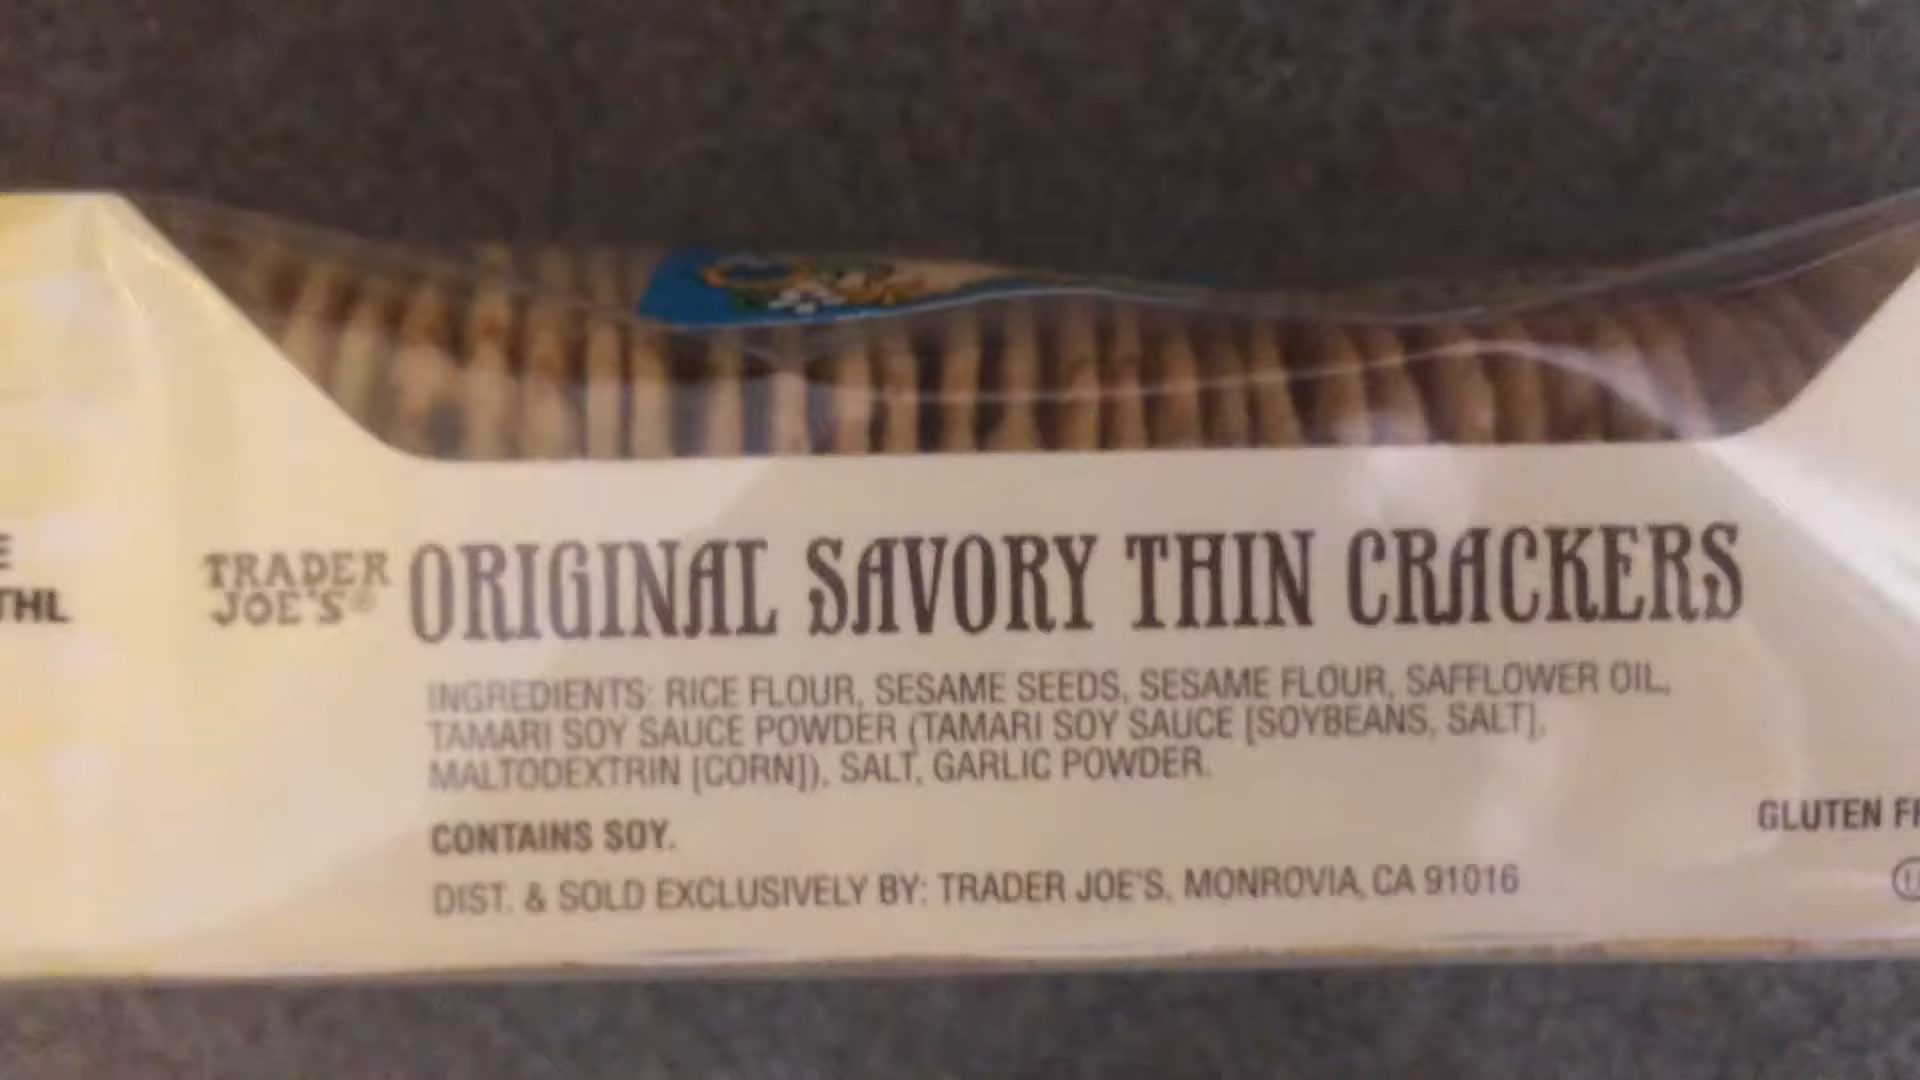 TRADER
JOE'S®
ORIGINAL SAVORY THIN CRACKERS
INGREDIENTS: RICE FLOUR, SESAME SEEDS, SESAME FLOUR, SAFFLOWER OIL,
TAMARI SOY SAUCE POWDER (TAMARI SOY SAUCE [SOYBEANS, SALT],
MALTODEXTRIN [CORN]), SALT, GARLIC POWDER.
CONTAINS SOY.
DIST. & SOLD EXCLUSIVELY BY: TRADER JOE'S, MONROVIA, CA 91016
GLUTEN